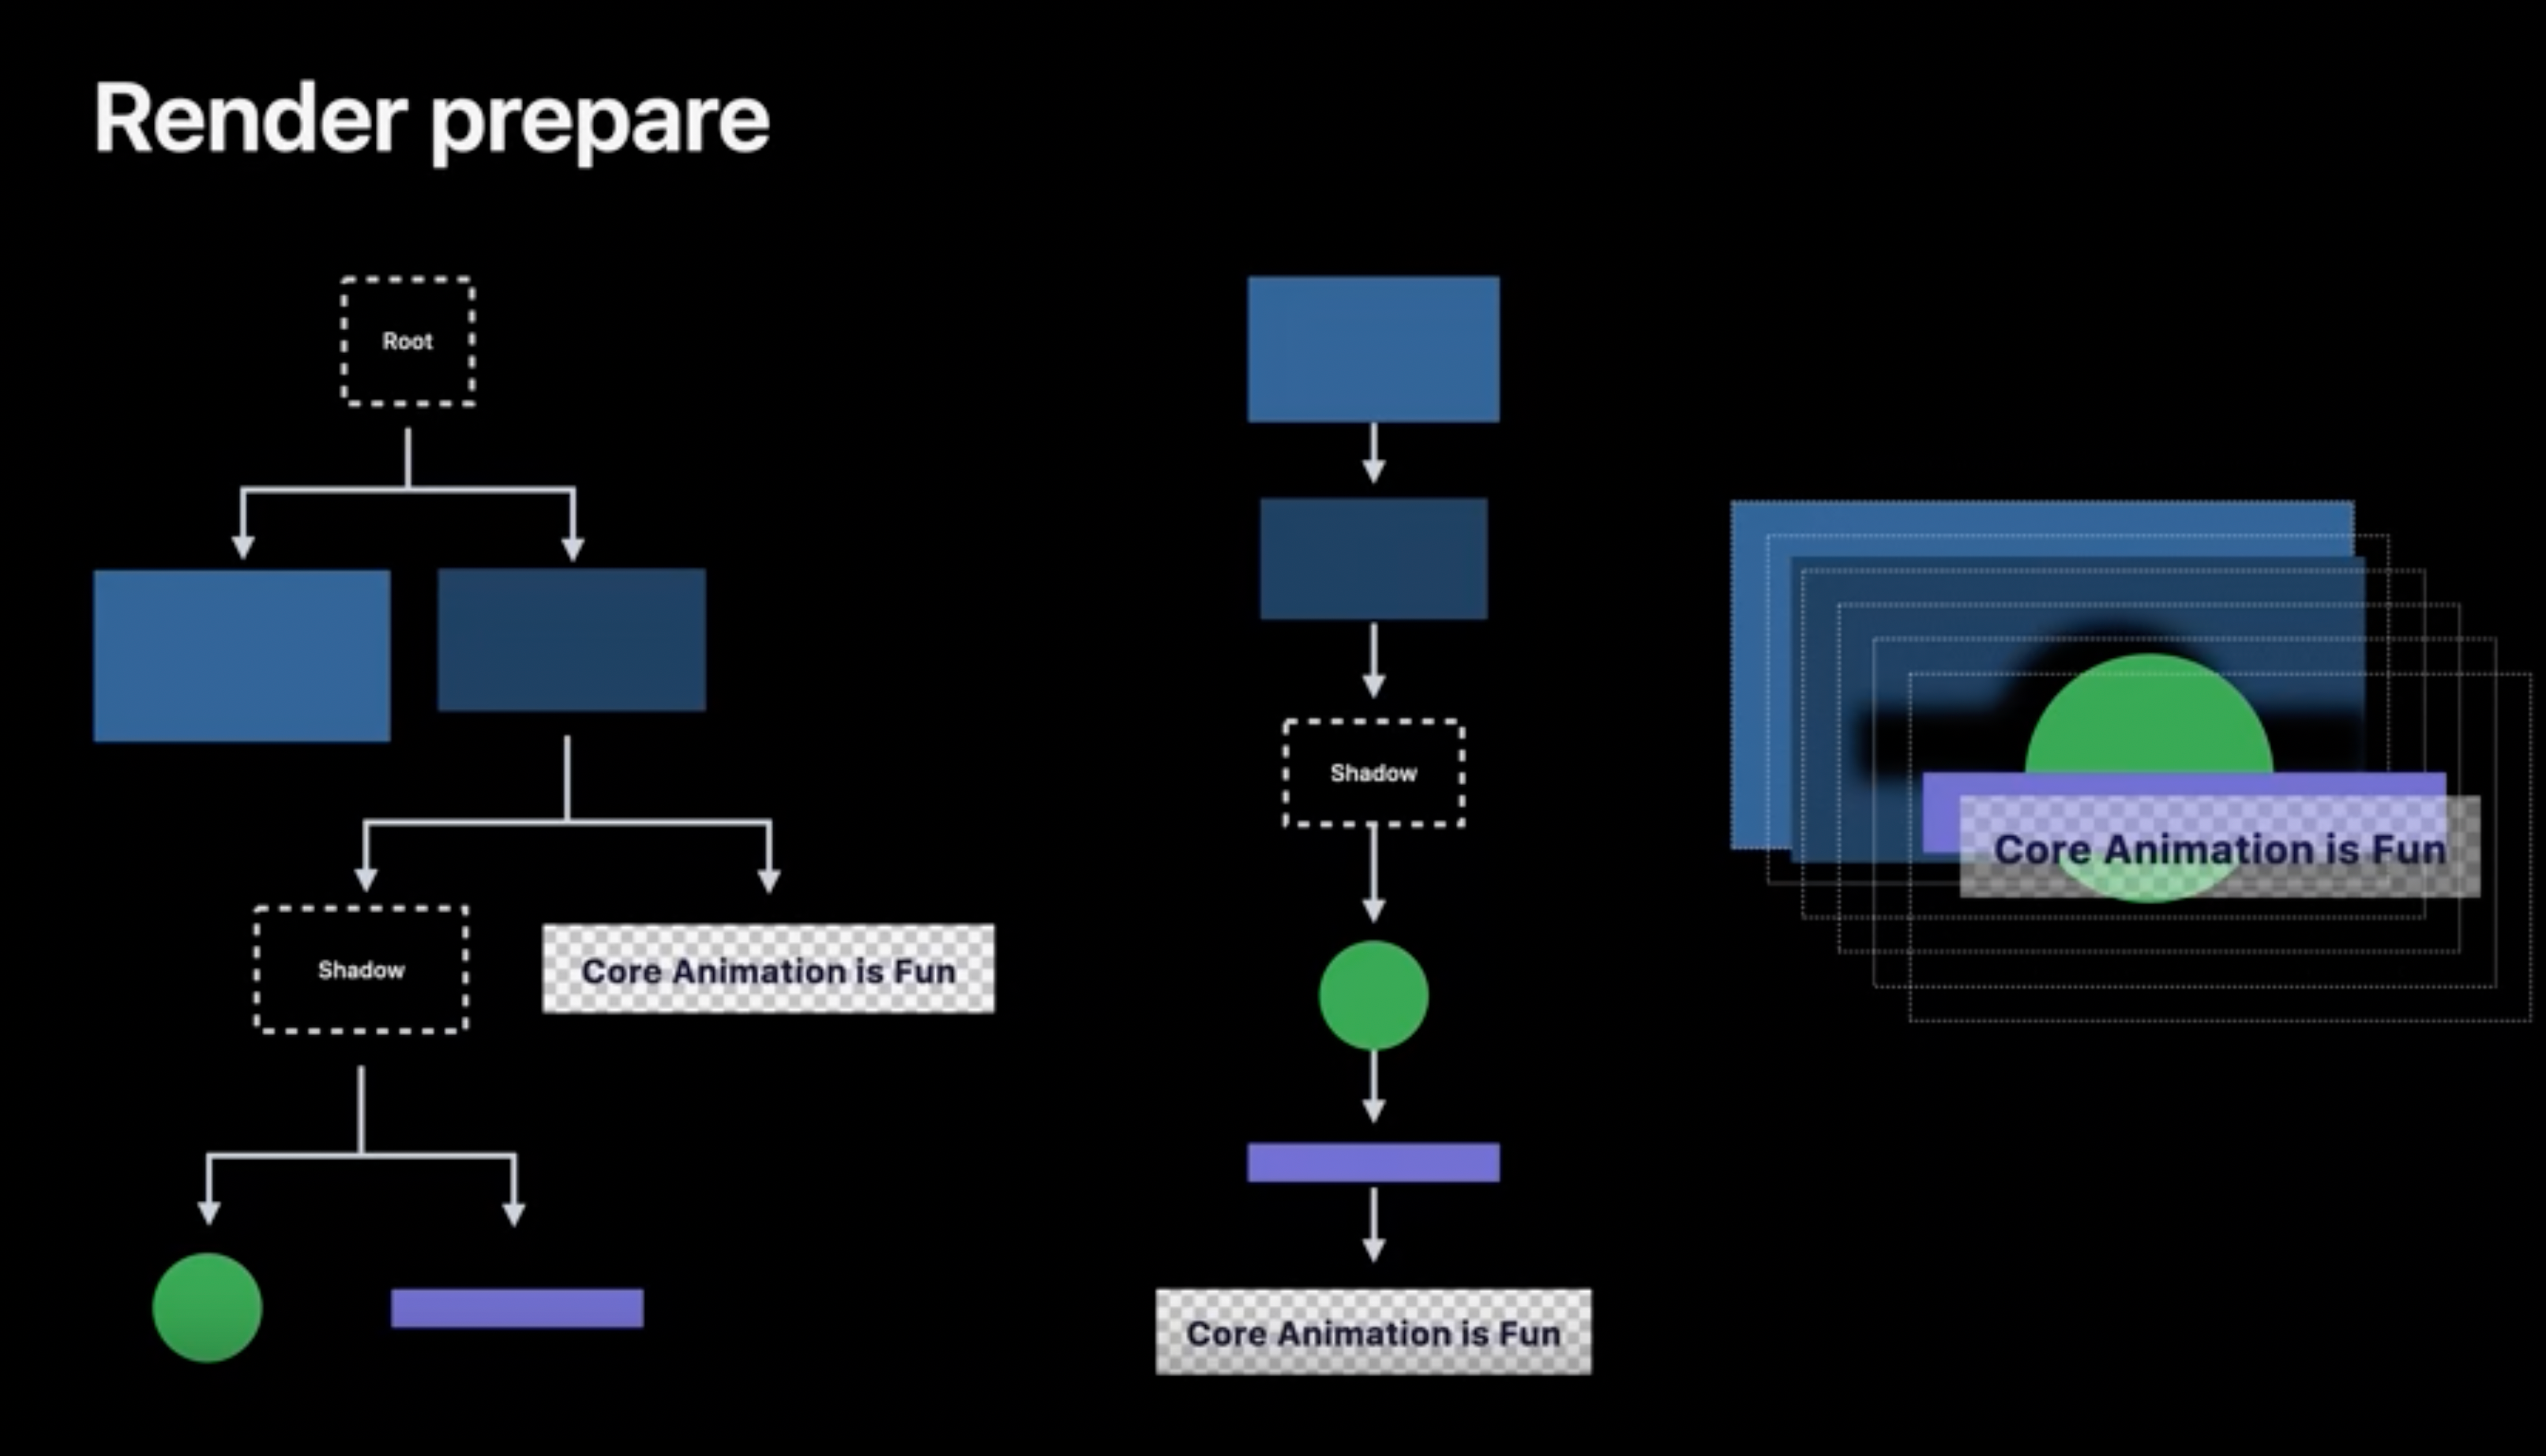 Render prepare
Root
Shadow
Core Animation is Fun
Shadow
Core Animation is Fun
Core Animation is Fun